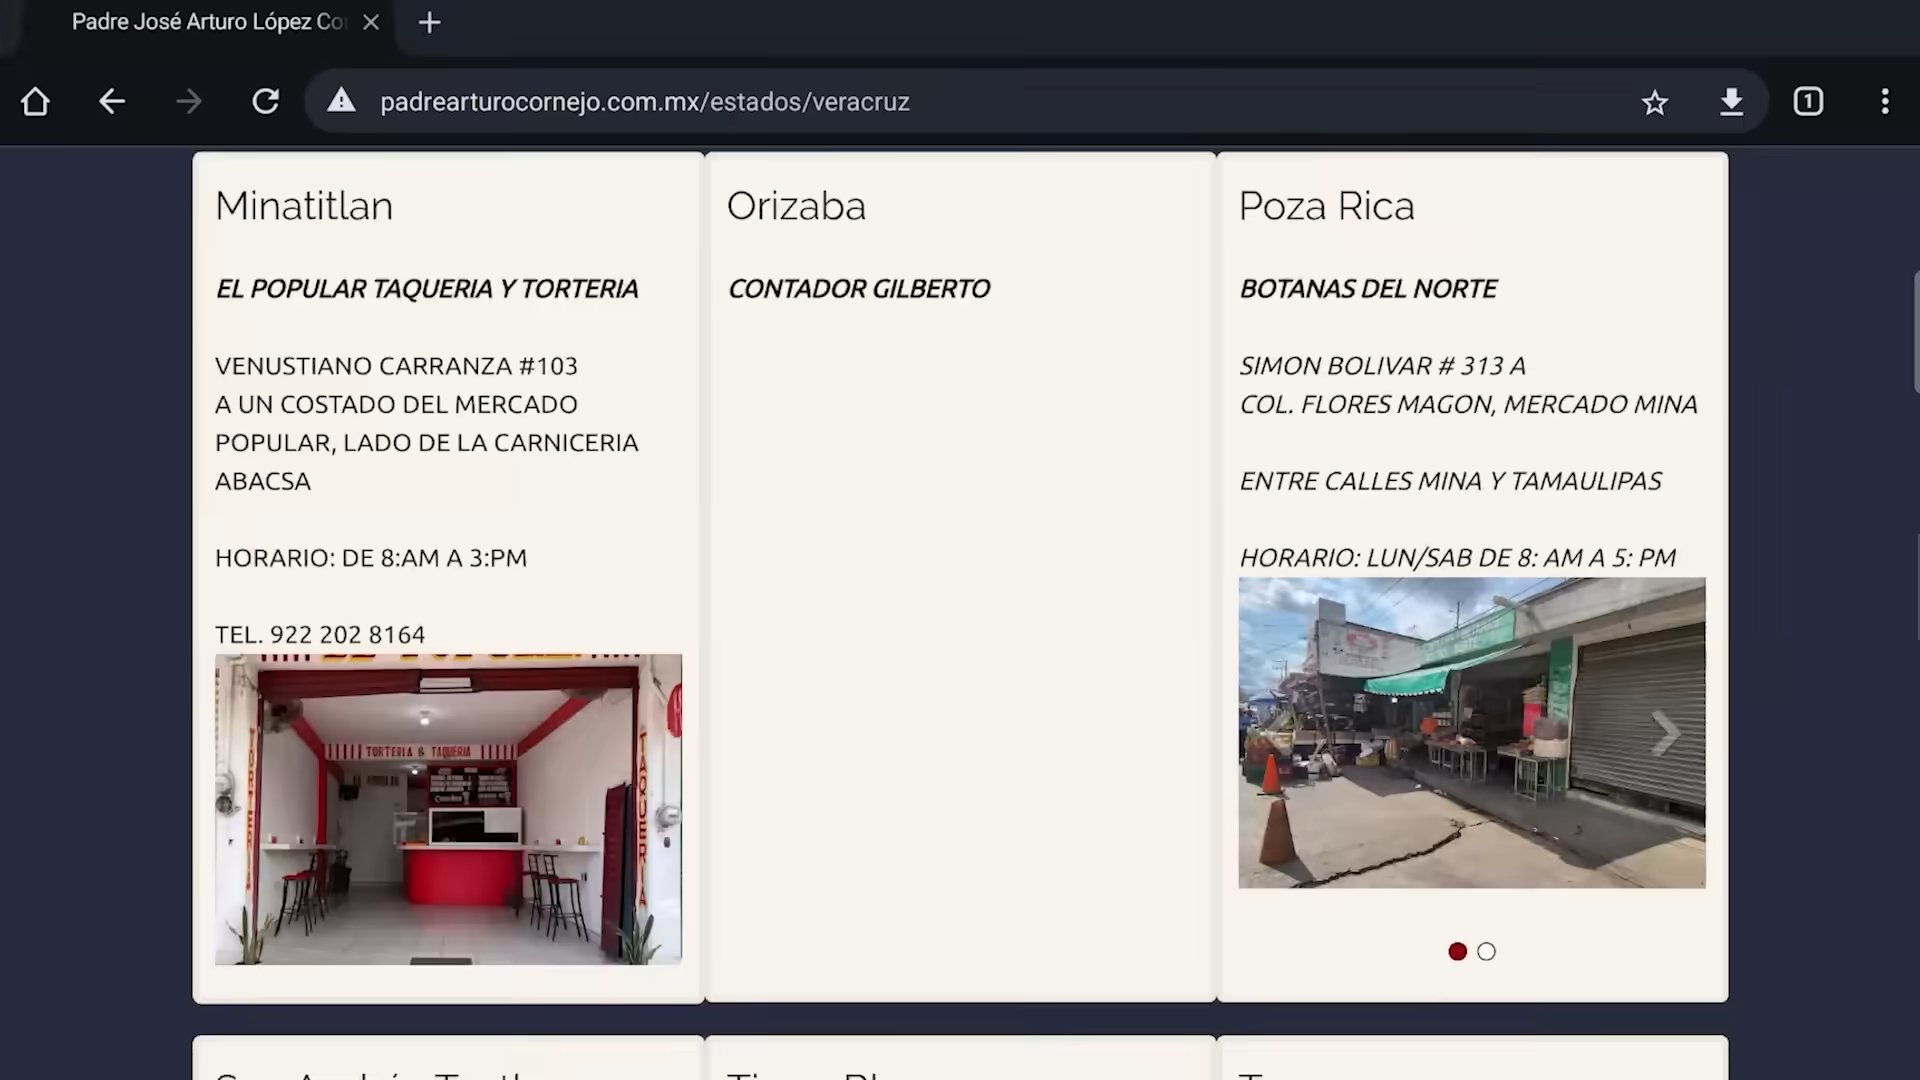 Padre José Arturo López Co
padrearturocornejo.com.mx/estados/veracruz
1
Minatitlan
EL POPULAR TAQUERIA Y TORTERIA
VENUSTIANO CARRANZA #103
A UN COSTADO DEL MERCADO
POPULAR, LADO DE LA CARNICERIA
ABACSA
HORARIO: DE 8:AM A 3:PM
TEL. 922 202 8164
TORTERIA & TAQUERIA
TAQUERIA
Orizaba
CONTADOR GILBERTO
Poza Rica
BOTANAS DEL NORTE
SIMON BOLIVAR # 313 A
COL. FLORES MAGON, MERCADO MINA
ENTRE CALLES MINA Y TAMAULIPAS
HORARIO: LUN/SAB DE 8: AM A 5: PM